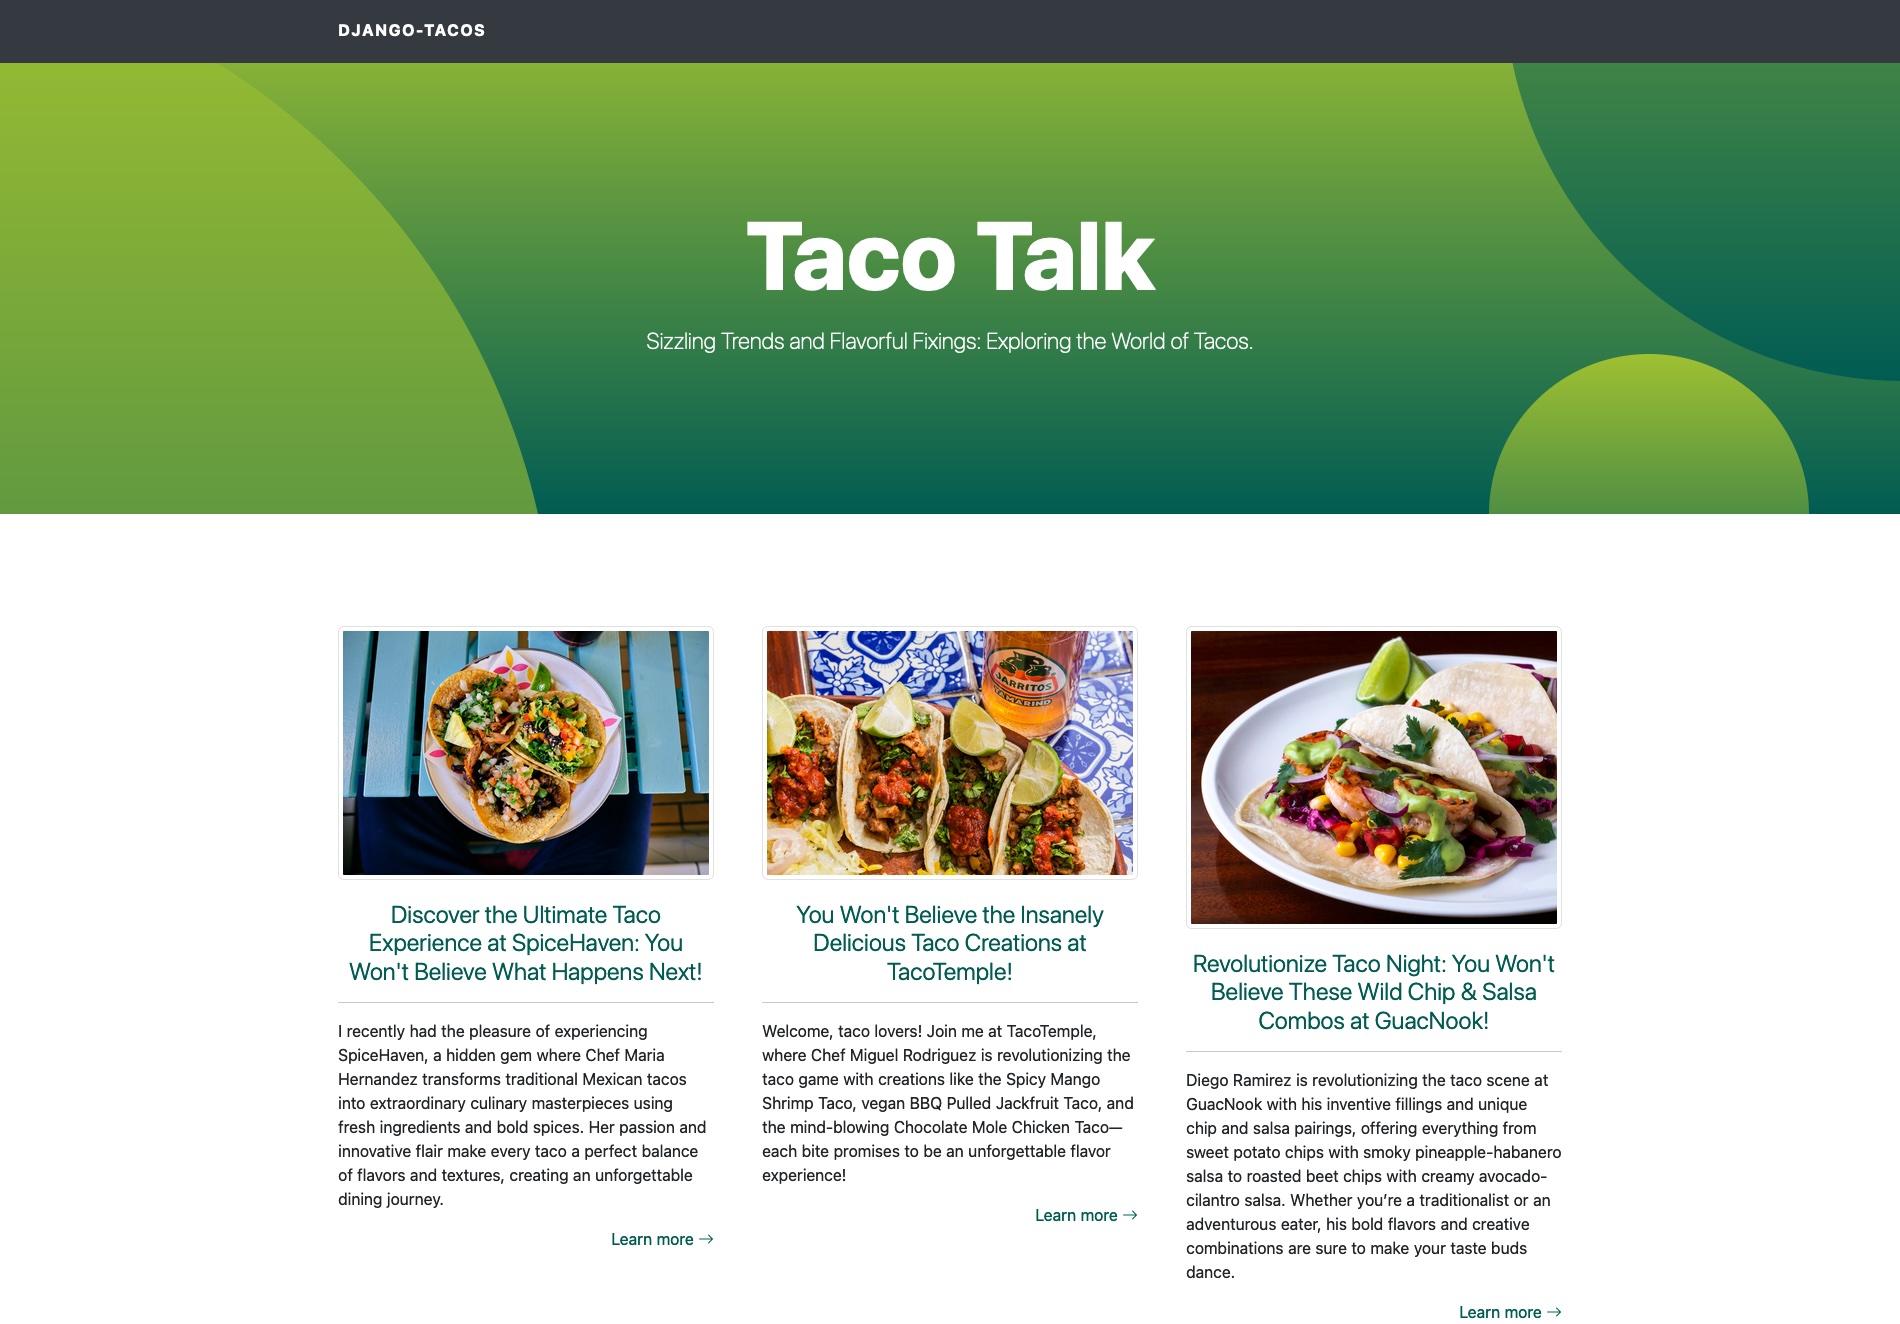 DJANGO-TACOS
Taco Talk
Sizzling Trends and Flavorful Fixings: Exploring the World of Tacos.
Discover the Ultimate Taco
Experience at SpiceHaven: You
Won't Believe What Happens Next!
I recently had the pleasure of experiencing
SpiceHaven, a hidden gem where Chef Maria
Hernandez transforms traditional Mexican tacos
into extraordinary culinary masterpieces using
fresh ingredients and bold spices. Her passion and
innovative flair make every taco a perfect balance
of flavors and textures, creating an unforgettable
dining journey.
Learn more →
JARRITOS
TAMARIND
You Won't Believe the Insanely
Delicious Taco Creations at
TacoTemple!
Welcome, taco lovers! Join me at TacoTemple,
where Chef Miguel Rodriguez is revolutionizing the
taco game with creations like the Spicy Mango
Shrimp Taco, vegan BBQ Pulled Jackfruit Taco, and
the mind-blowing Chocolate Mole Chicken Taco—
each bite promises to be an unforgettable flavor
experience!
Learn more →
Revolutionize Taco Night: You Won't
Believe These Wild Chip & Salsa
Combos at GuacNook!
Diego Ramirez is revolutionizing the taco scene at
GuacNook with his inventive fillings and unique
chip and salsa pairings, offering everything from
sweet potato chips with smoky pineapple-habanero
salsa to roasted beet chips with creamy avocado-
cilantro salsa. Whether you’re a traditionalist or an
adventurous eater, his bold flavors and creative
combinations are sure to make your taste buds
dance.
Learn more →